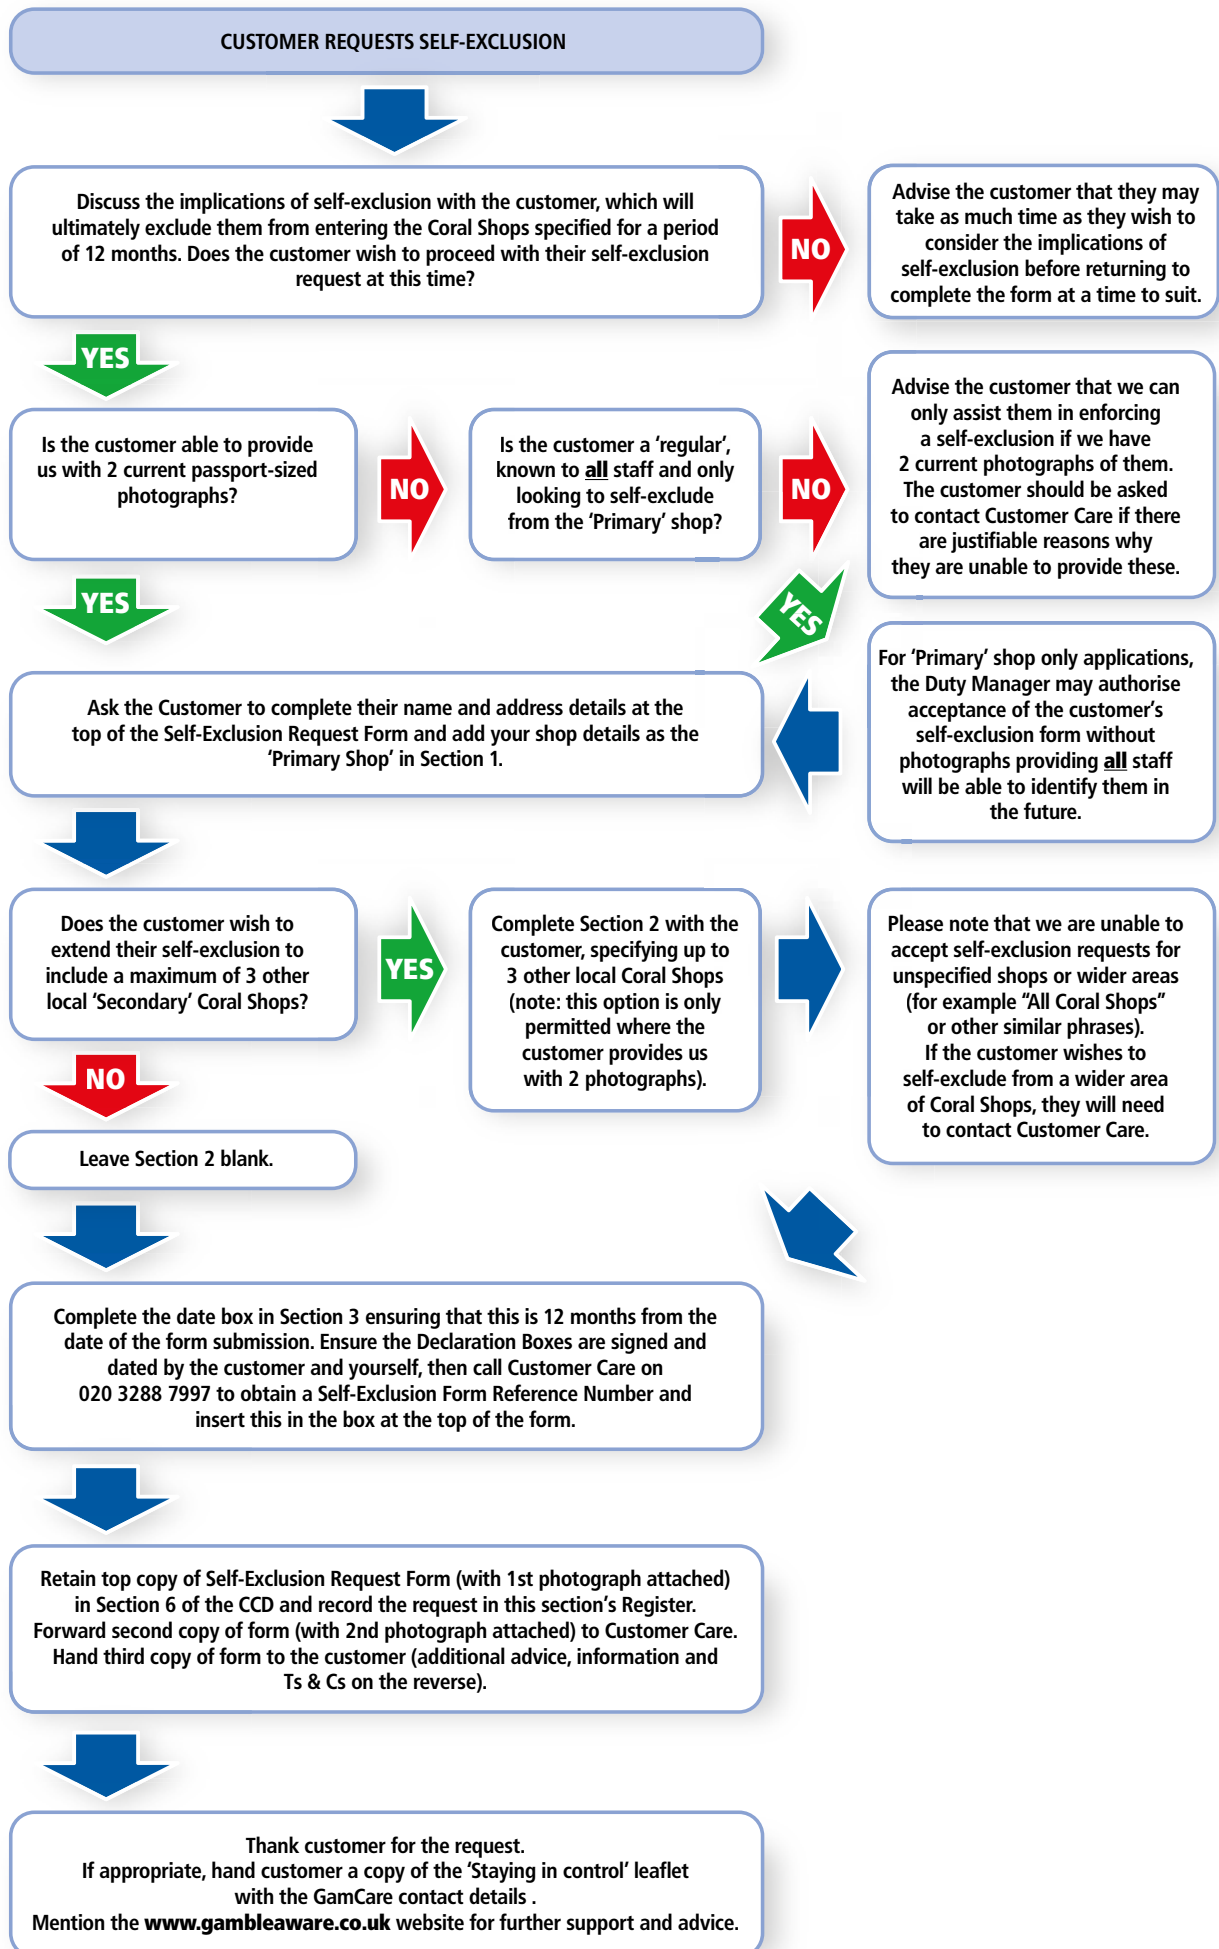 CUSTOMER REQUESTS SELF-EXCLUSION
Discuss the implications of self-exclusion with the customer, which will
ultimately exclude them from entering the Coral Shops specified for a period
of 12 months. Does the customer wish to proceed with their self-exclusion
request at this time?
NO
Advise the customer that they may
take as much time as they wish to
consider the implications of
self-exclusion before returning to
complete the form at a time to suit.
YES
Is the customer able to provide
us with 2 current passport-sized
photographs?
NO
Is the customer a ‘regular’,
known to all staff and only
looking to self-exclude
from the ‘Primary’ shop?
NO
Advise the customer that we can
only assist them in enforcing
a self-exclusion if we have
2 current photographs of them.
The customer should be asked
to contact Customer Care if there
are justifiable reasons why
they are unable to provide these.
YES
YES
For ‘Primary’ shop only applications,
the Duty Manager may authorise
acceptance of the customer’s
self-exclusion form without
photographs providing all staff
will be able to identify them in
the future.
Ask the Customer to complete their name and address details at the
top of the Self-Exclusion Request Form and add your shop details as the
‘Primary Shop’ in Section 1.
Does the customer wish to
extend their self-exclusion to
include a maximum of 3 other
local ‘Secondary’ Coral Shops?
YES
Complete Section 2 with the
customer, specifying up to
3 other local Coral Shops
(note: this option is only
permitted where the
customer provides us
with 2 photographs).
Please note that we are unable to
accept self-exclusion requests for
unspecified shops or wider areas
(for example “All Coral Shops”
or other similar phrases).
If the customer wishes to
self-exclude from a wider area
of Coral Shops, they will need
to contact Customer Care.
NO
Leave Section 2 blank.
Complete the date box in Section 3 ensuring that this is 12 months from the
date of the form submission. Ensure the Declaration Boxes are signed and
dated by the customer and yourself, then call Customer Care on
020 3288 7997 to obtain a Self-Exclusion Form Reference Number and
insert this in the box at the top of the form.
Retain top copy of Self-Exclusion Request Form (with 1st photograph attached)
in Section 6 of the CCD and record the request in this section’s Register.
Forward second copy of form (with 2nd photograph attached) to Customer Care.
Hand third copy of form to the customer (additional advice, information and
Ts & Cs on the reverse).
Thank customer for the request.
If appropriate, hand customer a copy of the ‘Staying in control’ leaflet
with the GamCare contact details .
Mention the www.gambleaware.co.uk website for further support and advice.